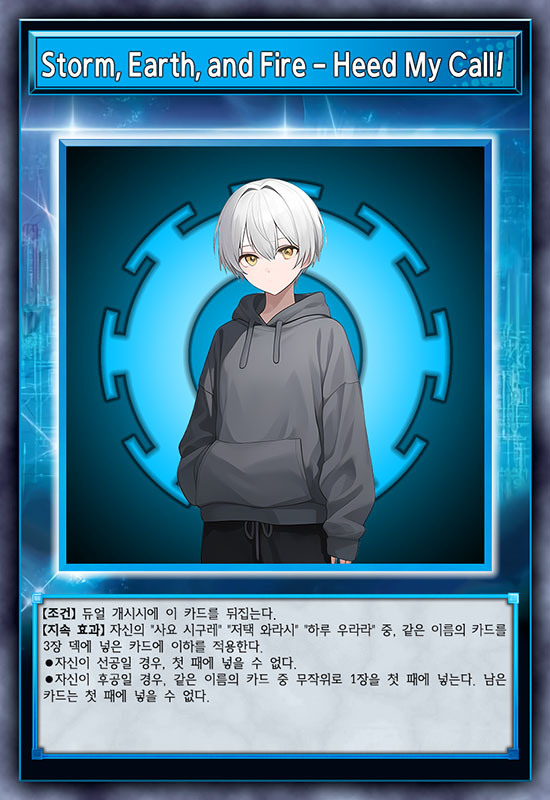 Storm, Earth, and Fire – Heed My Call!
【조건】 듀얼 개시시에 이 카드를 뒤집는다.
【지속 효과】 자신의 "사요 시구레" "저택 와라시" "하루 우라라" 중, 같은 이름의 카드를
3장 덱에 넣은 카드에 이하를 적용한다.
●자신이 선공일 경우, 첫 패에 넣을 수 없다.
●자신이 후공일 경우, 같은 이름의 카드 중 무작위로 1장을 첫 패에 넣는다. 남은
카드는 첫 패에 넣을 수 없다.